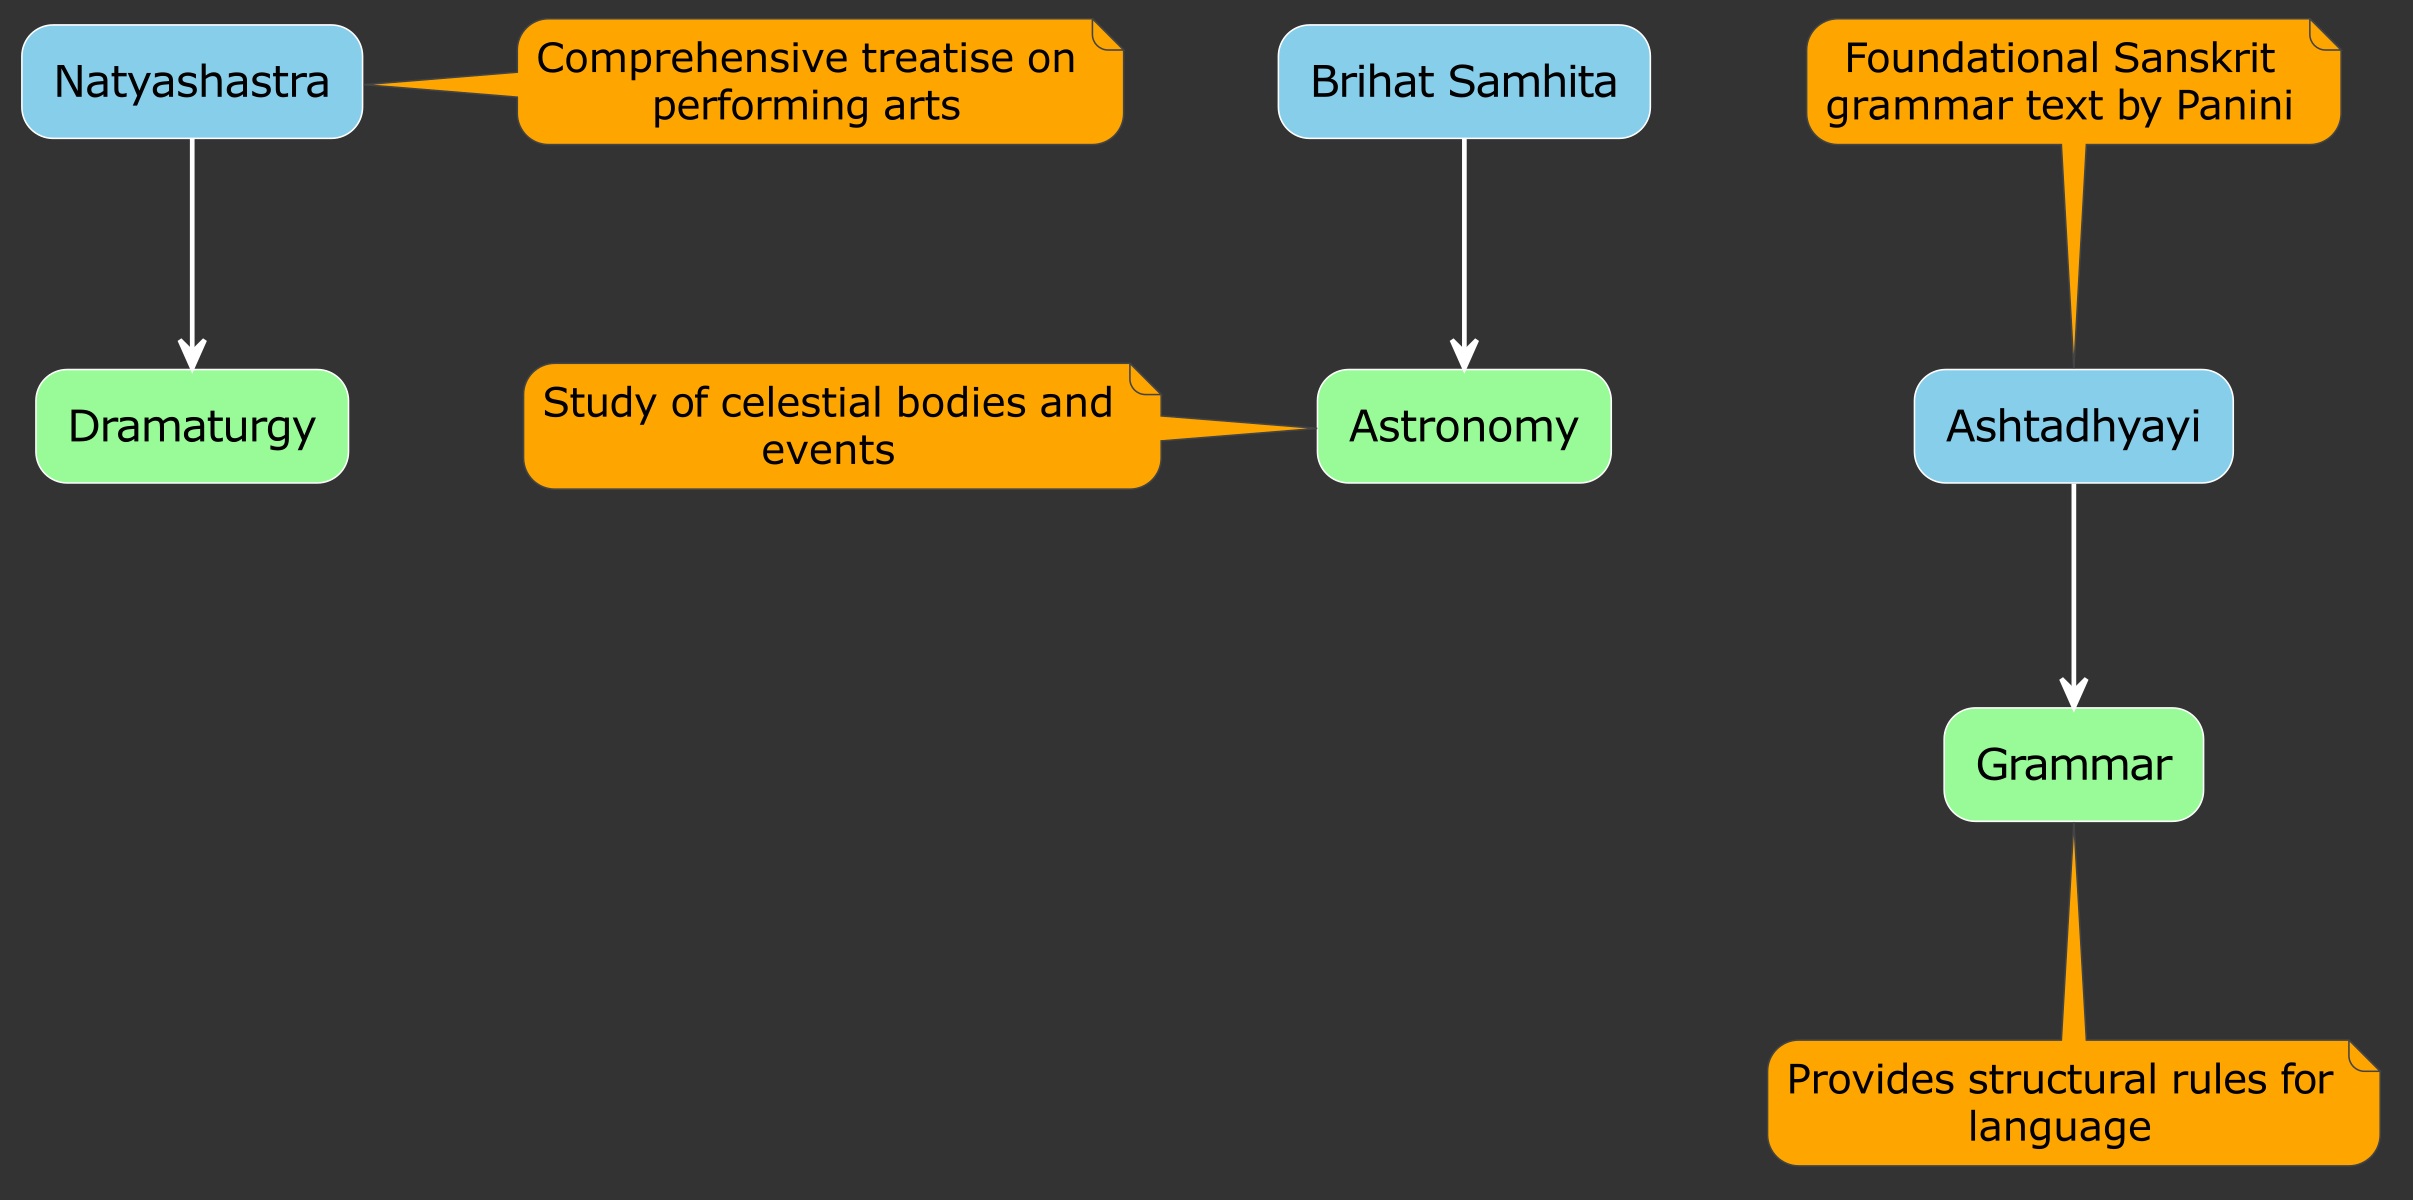 Natyashastra
Comprehensive treatise on
performing arts
Brihat Samhita
Foundational Sanskrit
grammar text by Panini
Dramaturgy
Study of celestial bodies and
events
Astronomy
Ashtadhyayi
Grammar
Provides structural rules for
language